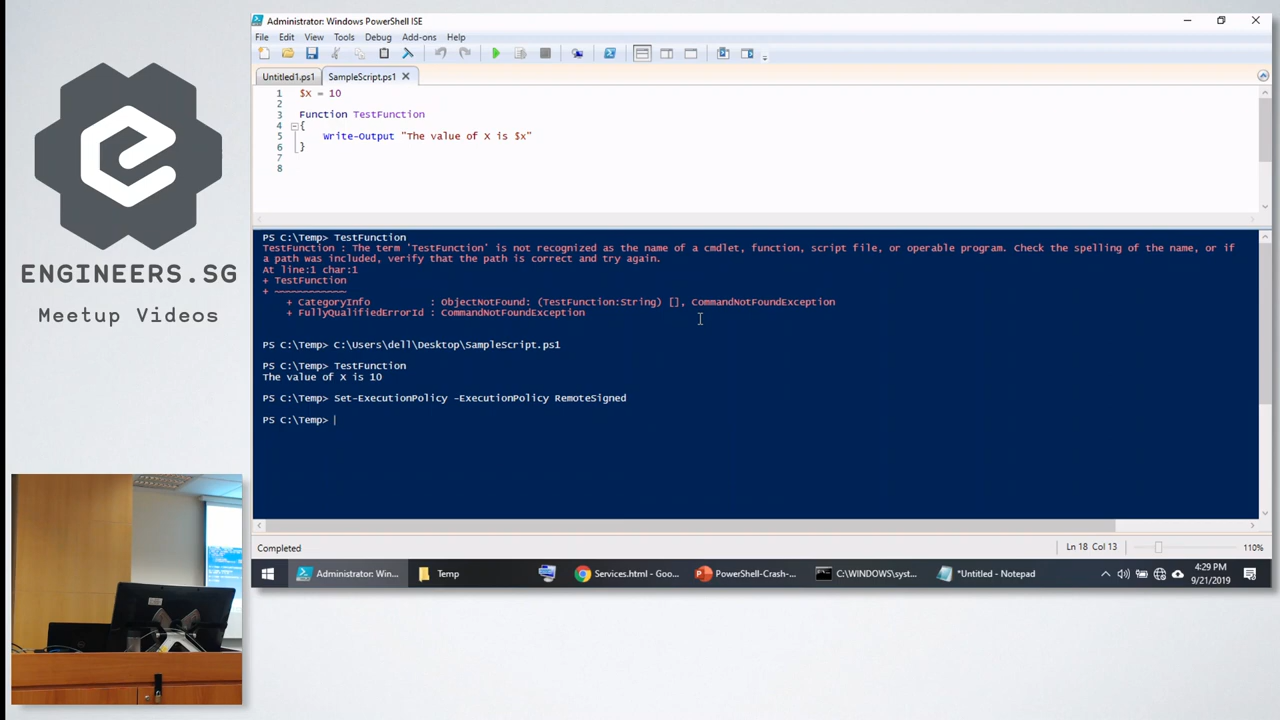 Administrator: Windows PowerShell ISE
File Edit View Tools Debug Add-ons Help
Untitled1.ps1 SampleScript.ps1
1 $x = 10
2
3 Function TestFunction
4 {
5 Write-Output "The value of X is $x"
6 }
7
8
PS C:\Temp> TestFunction
TestFunction : The term 'TestFunction' is not recognized as the name of a cmdlet, function, script file, or operable program. Check the spelling of the name, or if
a path was included, verify that the path is correct and try again.
At line:1 char:1
+ TestFunction
+ ~~~~~~~~~~~~
+ CategoryInfo : ObjectNotFound: (TestFunction:String) [], CommandNotFoundException
+ FullyQualifiedErrorId : CommandNotFoundException
PS C:\Temp> C:\Users\dell\Desktop\SampleScript.ps1
PS C:\Temp> TestFunction
The value of X is 10
PS C:\Temp> Set-ExecutionPolicy -ExecutionPolicy RemoteSigned
PS C:\Temp>
Completed Ln 18 Col 13 110%
Administrator: Win... Temp Services.html - Goo... PowerShell-Crash-... C:\WINDOWS\syst... *Untitled - Notepad 4:29 PM
9/21/2019
ENGINEERS.SG
Meetup Videos